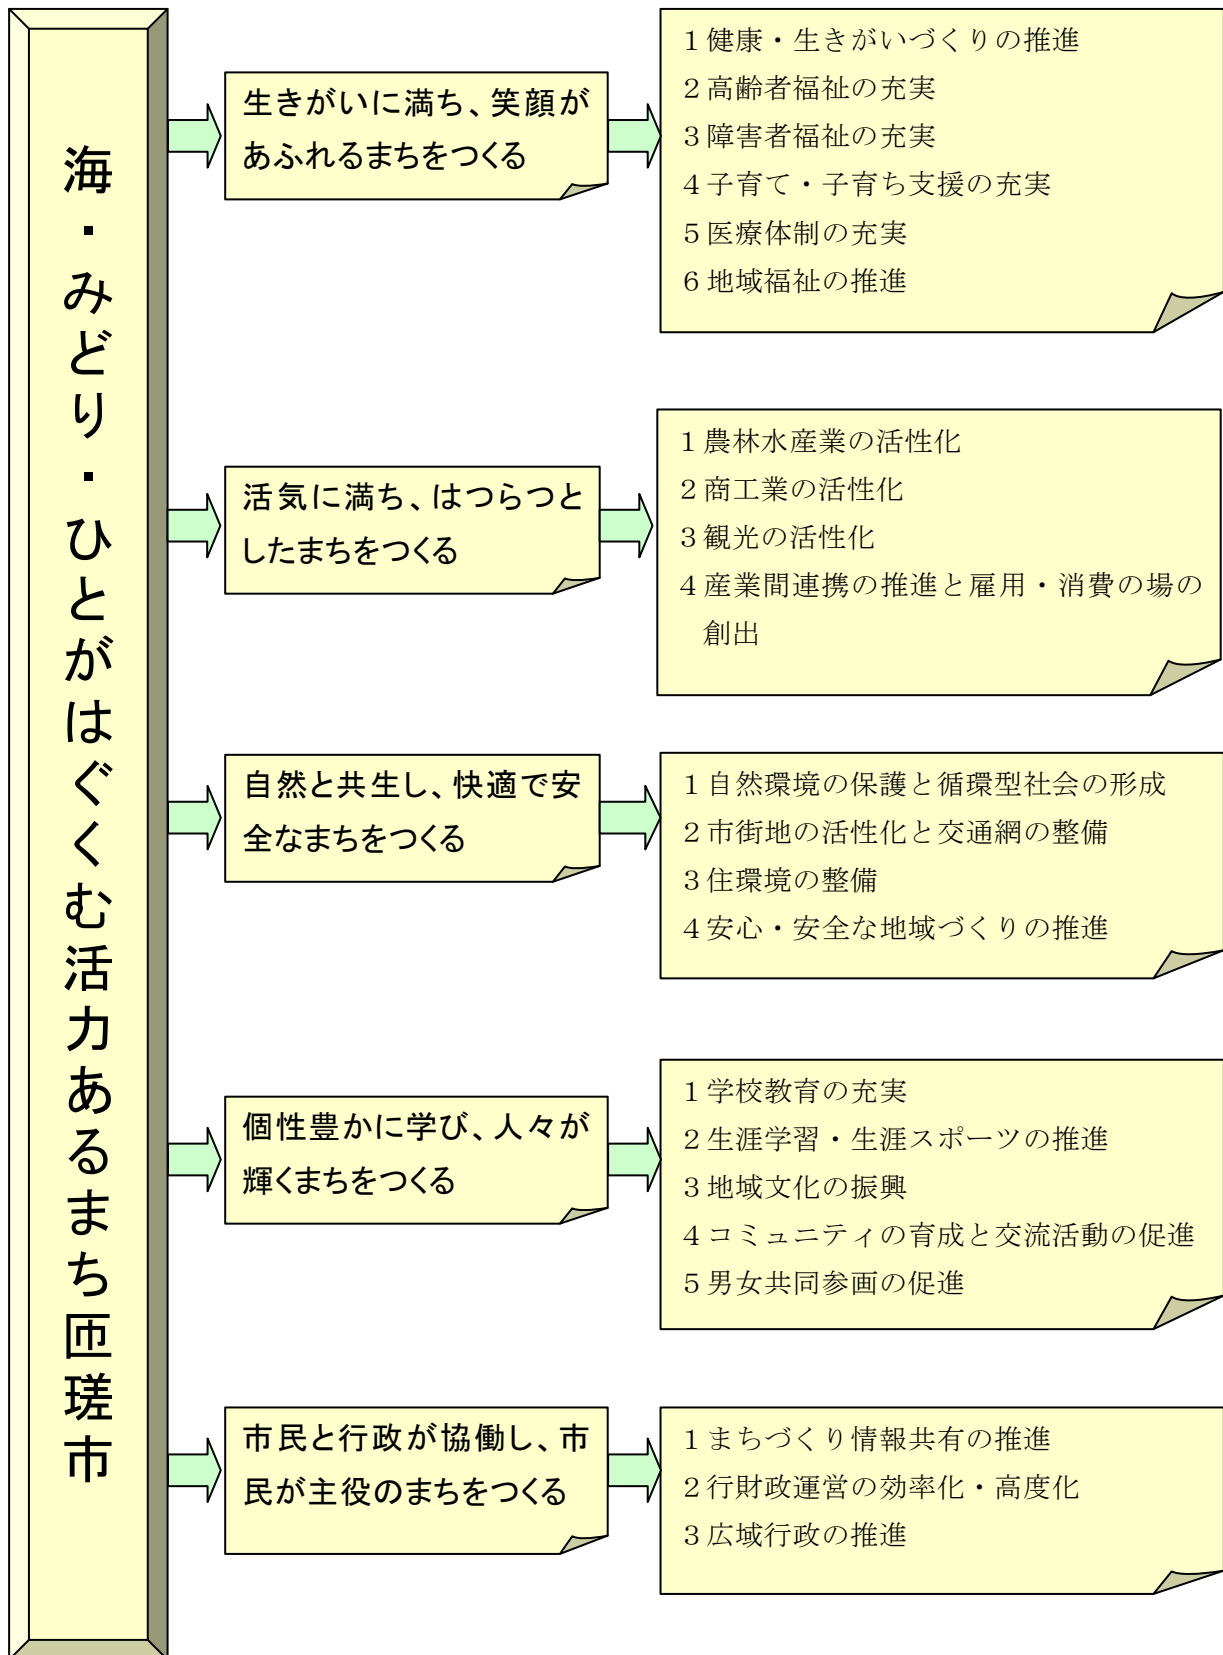 海・みどり・ひとがはぐくむ活力あるまち匝瑳市
生きがいに満ち、笑顔が
あふれるまちをつくる
１健康・生きがいづくりの推進
２高齢者福祉の充実
３障害者福祉の充実
４子育て・子育ち支援の充実
５医療体制の充実
６地域福祉の推進
活気に満ち、はつらつと
したまちをつくる
１農林水産業の活性化
２商工業の活性化
３観光の活性化
４産業間連携の推進と雇用・消費の場の
創出
自然と共生し、快適で安
全なまちをつくる
１自然環境の保護と循環型社会の形成
２市街地の活性化と交通網の整備
３住環境の整備
４安心・安全な地域づくりの推進
個性豊かに学び、人々が
輝くまちをつくる
１学校教育の充実
２生涯学習・生涯スポーツの推進
３地域文化の振興
４コミュニティの育成と交流活動の促進
５男女共同参画の促進
市民と行政が協働し、市
民が主役のまちをつくる
１まちづくり情報共有の推進
２行財政運営の効率化・高度化
３広域行政の推進